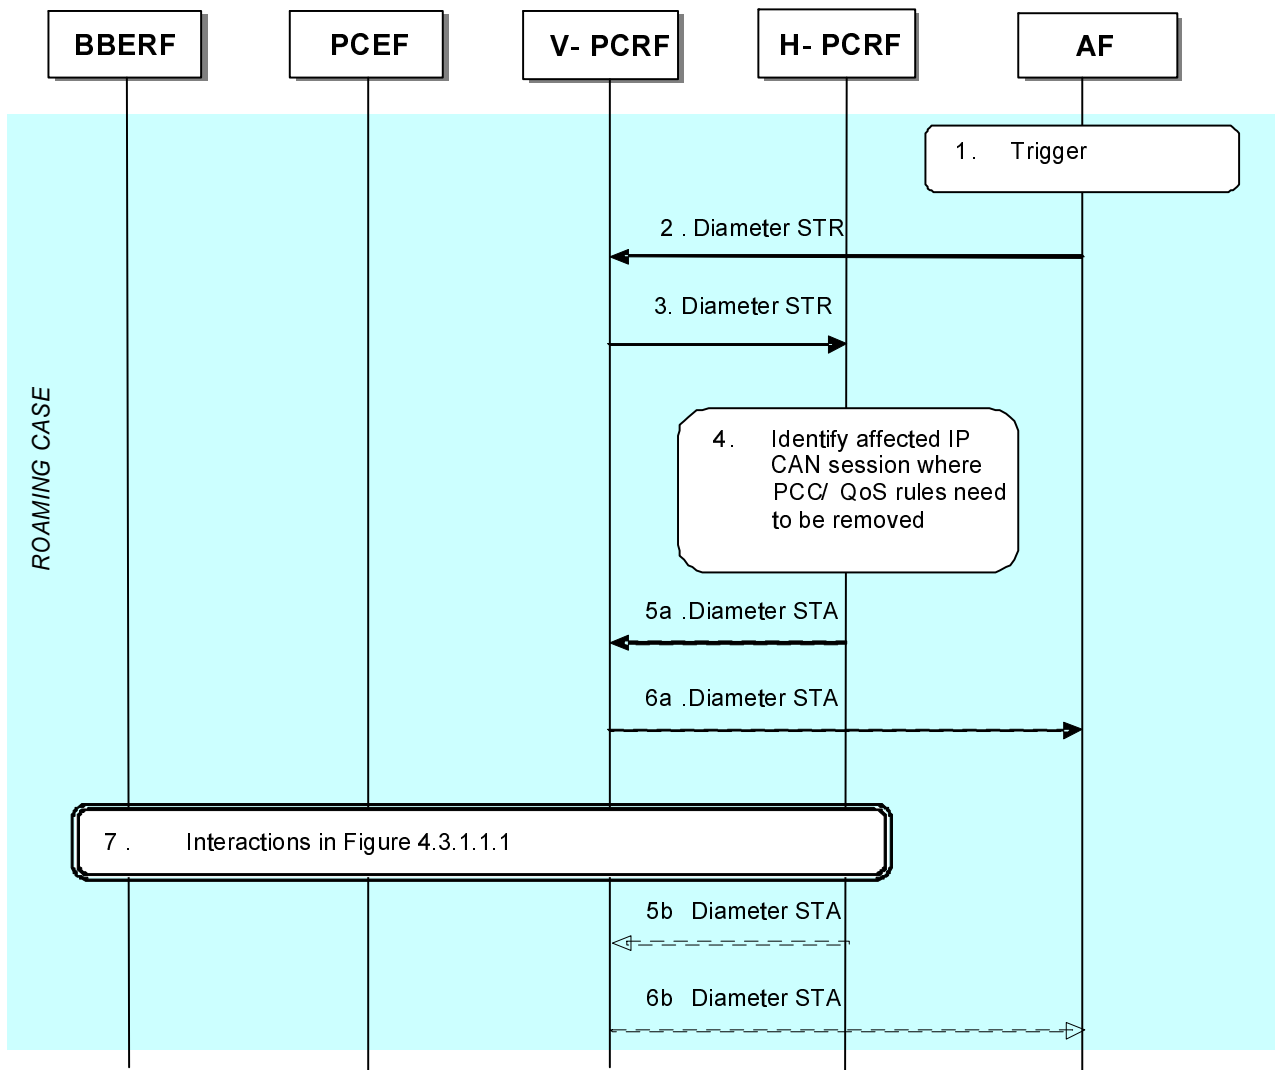 BBERF
PCEF
V- PCRF
H- PCRF
AF
1. Trigger
2 . Diameter STR
3. Diameter STR
ROAMING CASE
4. Identify affected IP
CAN session where
PCC/ QoS rules need
to be removed
5a .Diameter STA
6a .Diameter STA
7 . Interactions in Figure 4.3.1.1.1
5b Diameter STA
6b Diameter STA